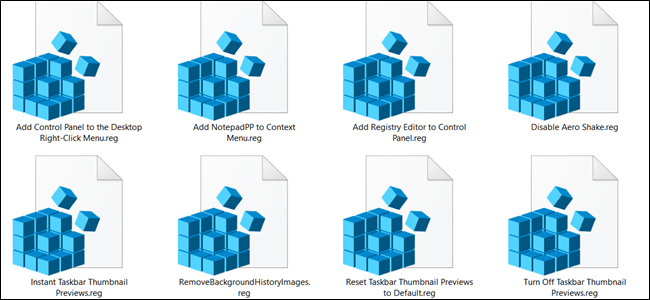 Add Control Panel to the Desktop
Right-Click Menu.reg
Add NotepadPP to Context
Menu.reg
Add Registry Editor to Control
Panel.reg
Disable Aero Shake.reg
Instant Taskbar Thumbnail
Previews.reg
RemoveBackgroundHistoryImages.
reg
Reset Taskbar Thumbnail Previews
to Default.reg
Turn Off Taskbar Thumbnail
Previews.reg